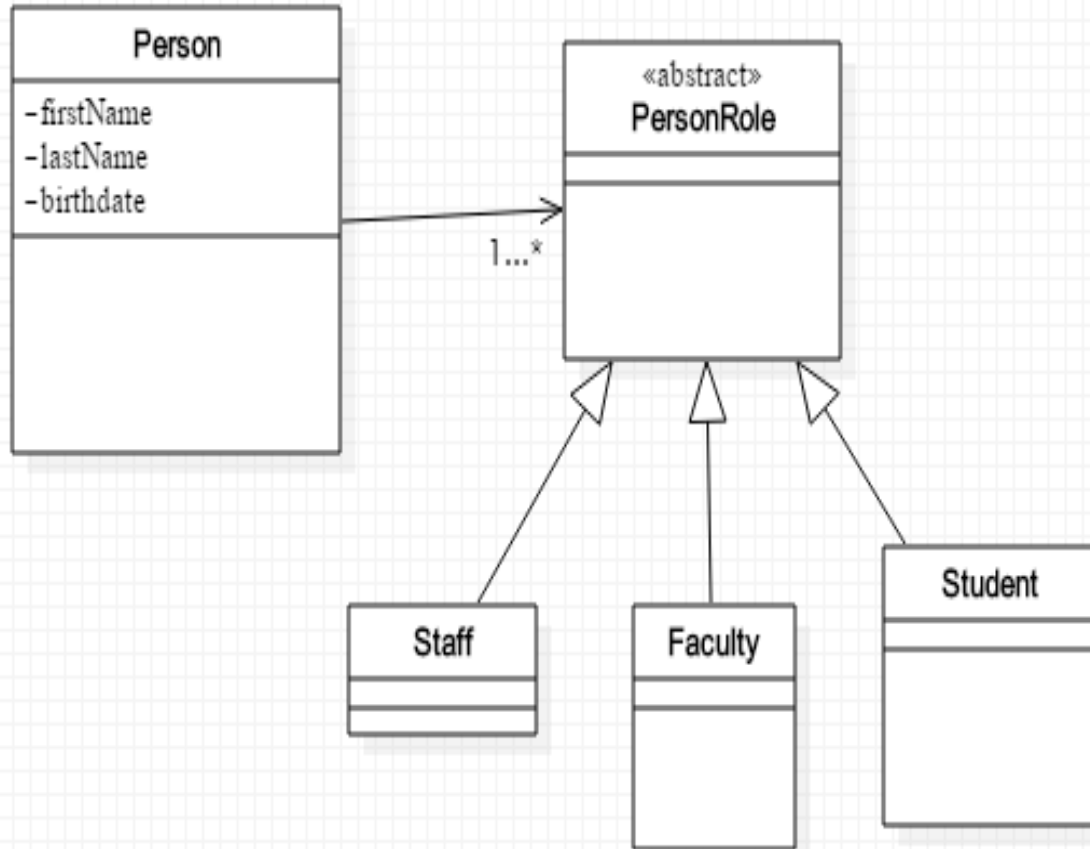 Person
-firstName
-lastName
-birthdate
«abstract»
PersonRole
1...*
Staff
Faculty
Student